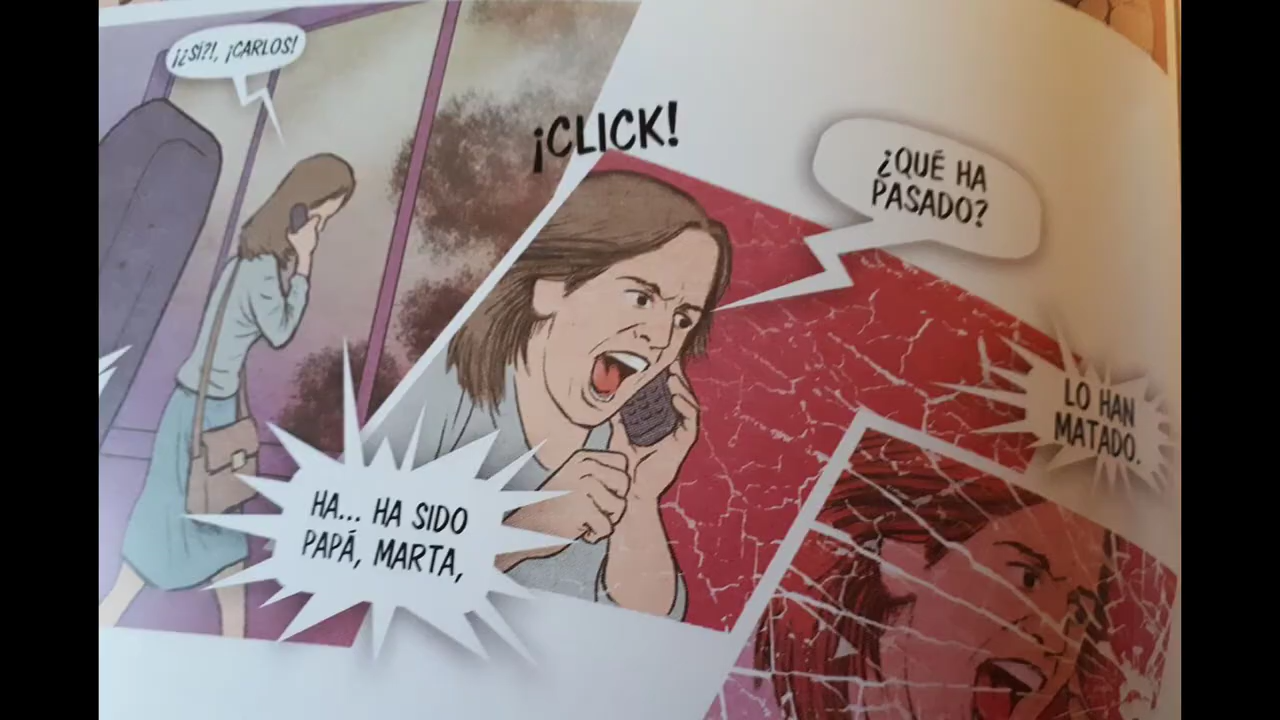 ¡¿SÍ?!, ¡CARLOS!
¡CLICK!
¿QUÉ HA
PASADO?
HA... HA SIDO
PAPÁ, MARTA,
LO HAN
MATADO.